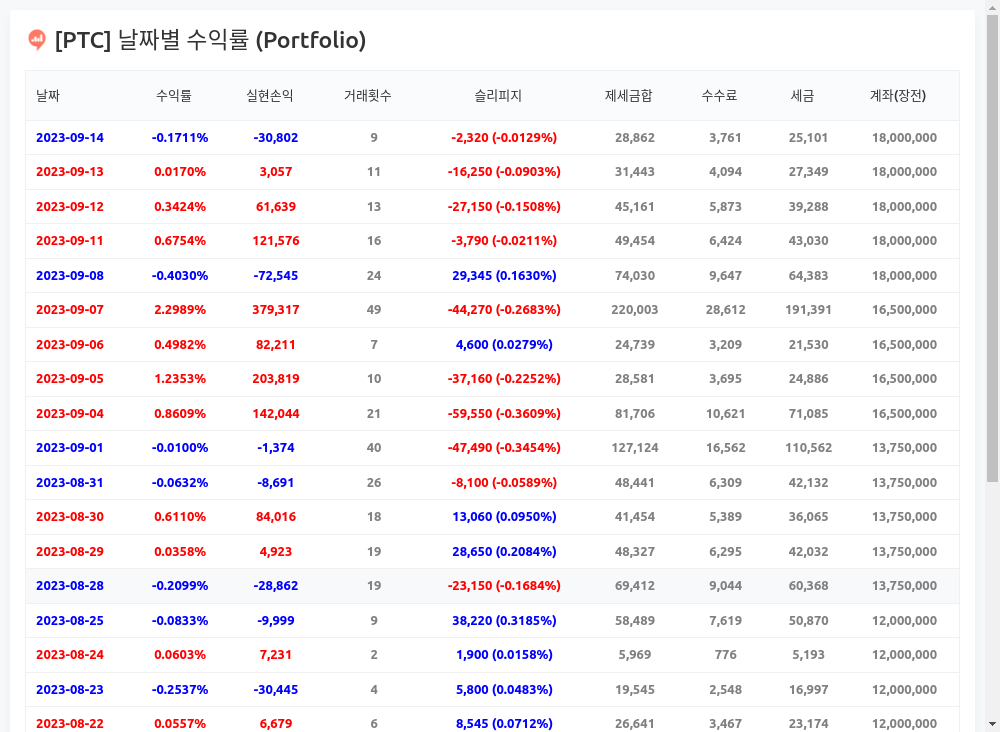 [PTC] 날짜별 수익률 (Portfolio)
날짜 수익률 실현손익 거래횟수 슬리피지 제세금합 수수료 세금 계좌(장전)
2023-09-14 -0.1711% -30,802 9 -2,320 (-0.0129%) 28,862 3,761 25,101 18,000,000
2023-09-13 0.0170% 3,057 11 -16,250 (-0.0903%) 31,443 4,094 27,349 18,000,000
2023-09-12 0.3424% 61,639 13 -27,150 (-0.1508%) 45,161 5,873 39,288 18,000,000
2023-09-11 0.6754% 121,576 16 -3,790 (-0.0211%) 49,454 6,424 43,030 18,000,000
2023-09-08 -0.4030% -72,545 24 29,345 (0.1630%) 74,030 9,647 64,383 18,000,000
2023-09-07 2.2989% 379,317 49 -44,270 (-0.2683%) 220,003 28,612 191,391 16,500,000
2023-09-06 0.4982% 82,211 7 4,600 (0.0279%) 24,739 3,209 21,530 16,500,000
2023-09-05 1.2353% 203,819 10 -37,160 (-0.2252%) 28,581 3,695 24,886 16,500,000
2023-09-04 0.8609% 142,044 21 -59,550 (-0.3609%) 81,706 10,621 71,085 16,500,000
2023-09-01 -0.0100% -1,374 40 -47,490 (-0.3454%) 127,124 16,562 110,562 13,750,000
2023-08-31 -0.0632% -8,691 26 -8,100 (-0.0589%) 48,441 6,309 42,132 13,750,000
2023-08-30 0.6110% 84,016 18 13,060 (0.0950%) 41,454 5,389 36,065 13,750,000
2023-08-29 0.0358% 4,923 19 28,650 (0.2084%) 48,327 6,295 42,032 13,750,000
2023-08-28 -0.2099% -28,862 19 -23,150 (-0.1684%) 69,412 9,044 60,368 13,750,000
2023-08-25 -0.0833% -9,999 9 38,220 (0.3185%) 58,489 7,619 50,870 12,000,000
2023-08-24 0.0603% 7,231 2 1,900 (0.0158%) 5,969 776 5,193 12,000,000
2023-08-23 -0.2537% -30,445 4 5,800 (0.0483%) 19,545 2,548 16,997 12,000,000
2023-08-22 0.0557% 6,679 6 8,545 (0.0712%) 26,641 3,467 23,174 12,000,000